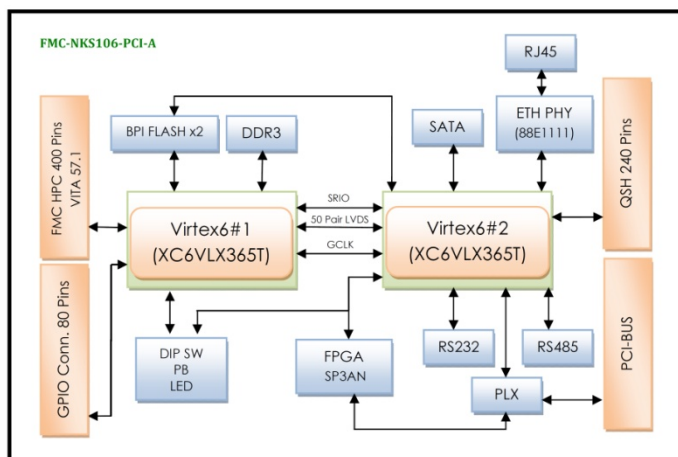 FMC-NKS106-PCI-A
RJ45
FMC HPC 400 Pins
VITA 57.1
BPI FLASH x2
DDR3
SATA
ETH PHY
(88E1111)
QSH 240 Pins
SRIO
50 Pair LVDS
GCLK
Virtex6#1
(XC6VLX365T)
Virtex6#2
(XC6VLX365T)
GPIO Conn. 80 Pins
DIP SW
PB
LED
FPGA
SP3AN
RS232
RS485
PLX
PCI-BUS